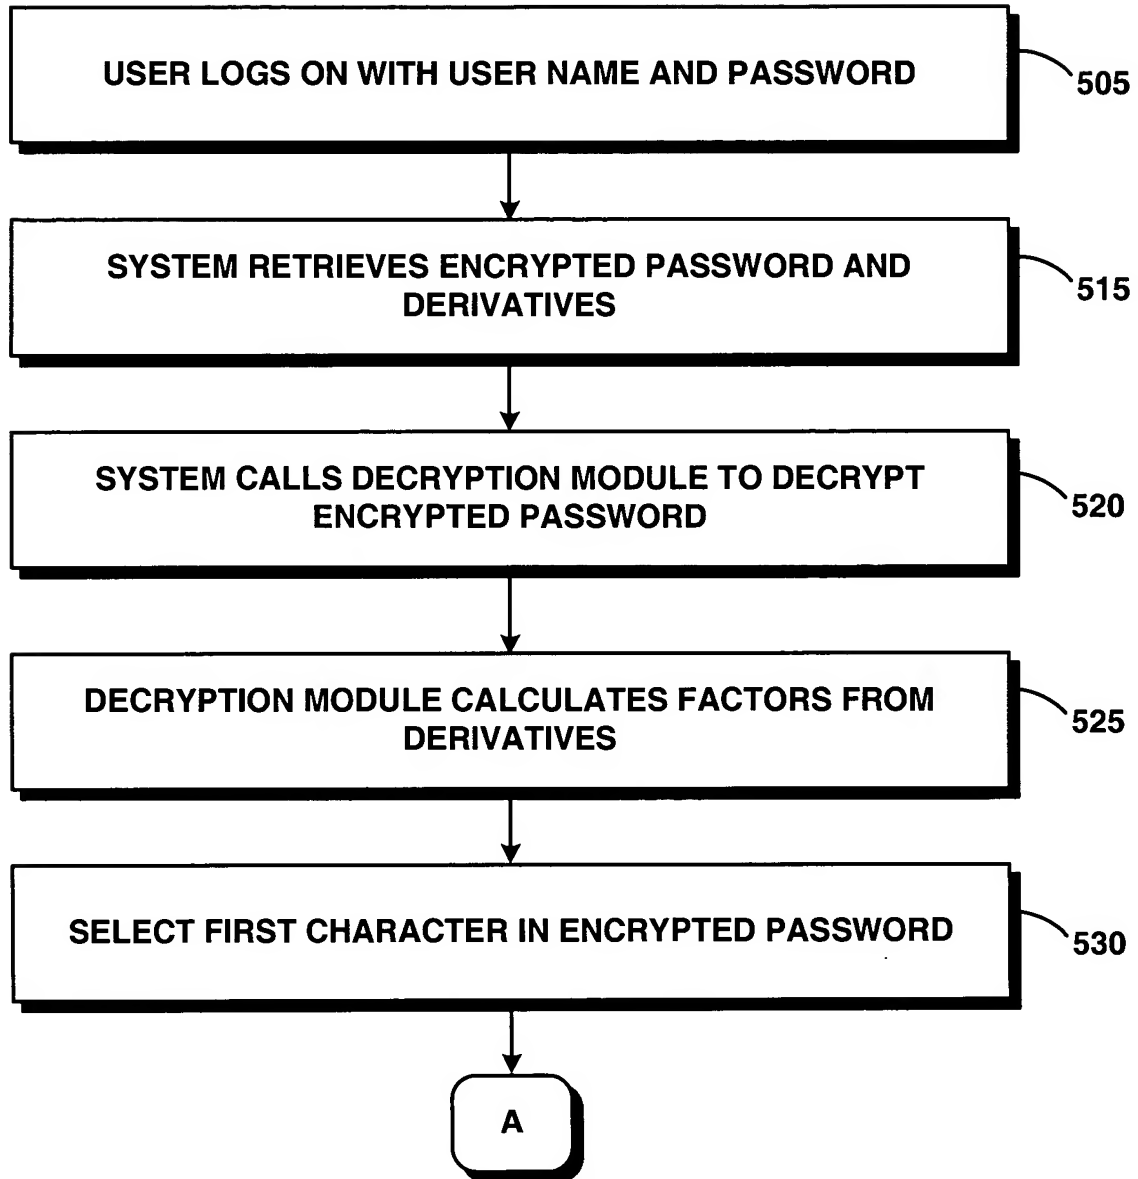 USER LOGS ON WITH USER NAME AND PASSWORD
505
SYSTEM RETRIEVES ENCRYPTED PASSWORD AND
DERIVATIVES
515
SYSTEM CALLS DECRYPTION MODULE TO DECRYPT
ENCRYPTED PASSWORD
520
DECRYPTION MODULE CALCULATES FACTORS FROM
DERIVATIVES
525
SELECT FIRST CHARACTER IN ENCRYPTED PASSWORD
530
A